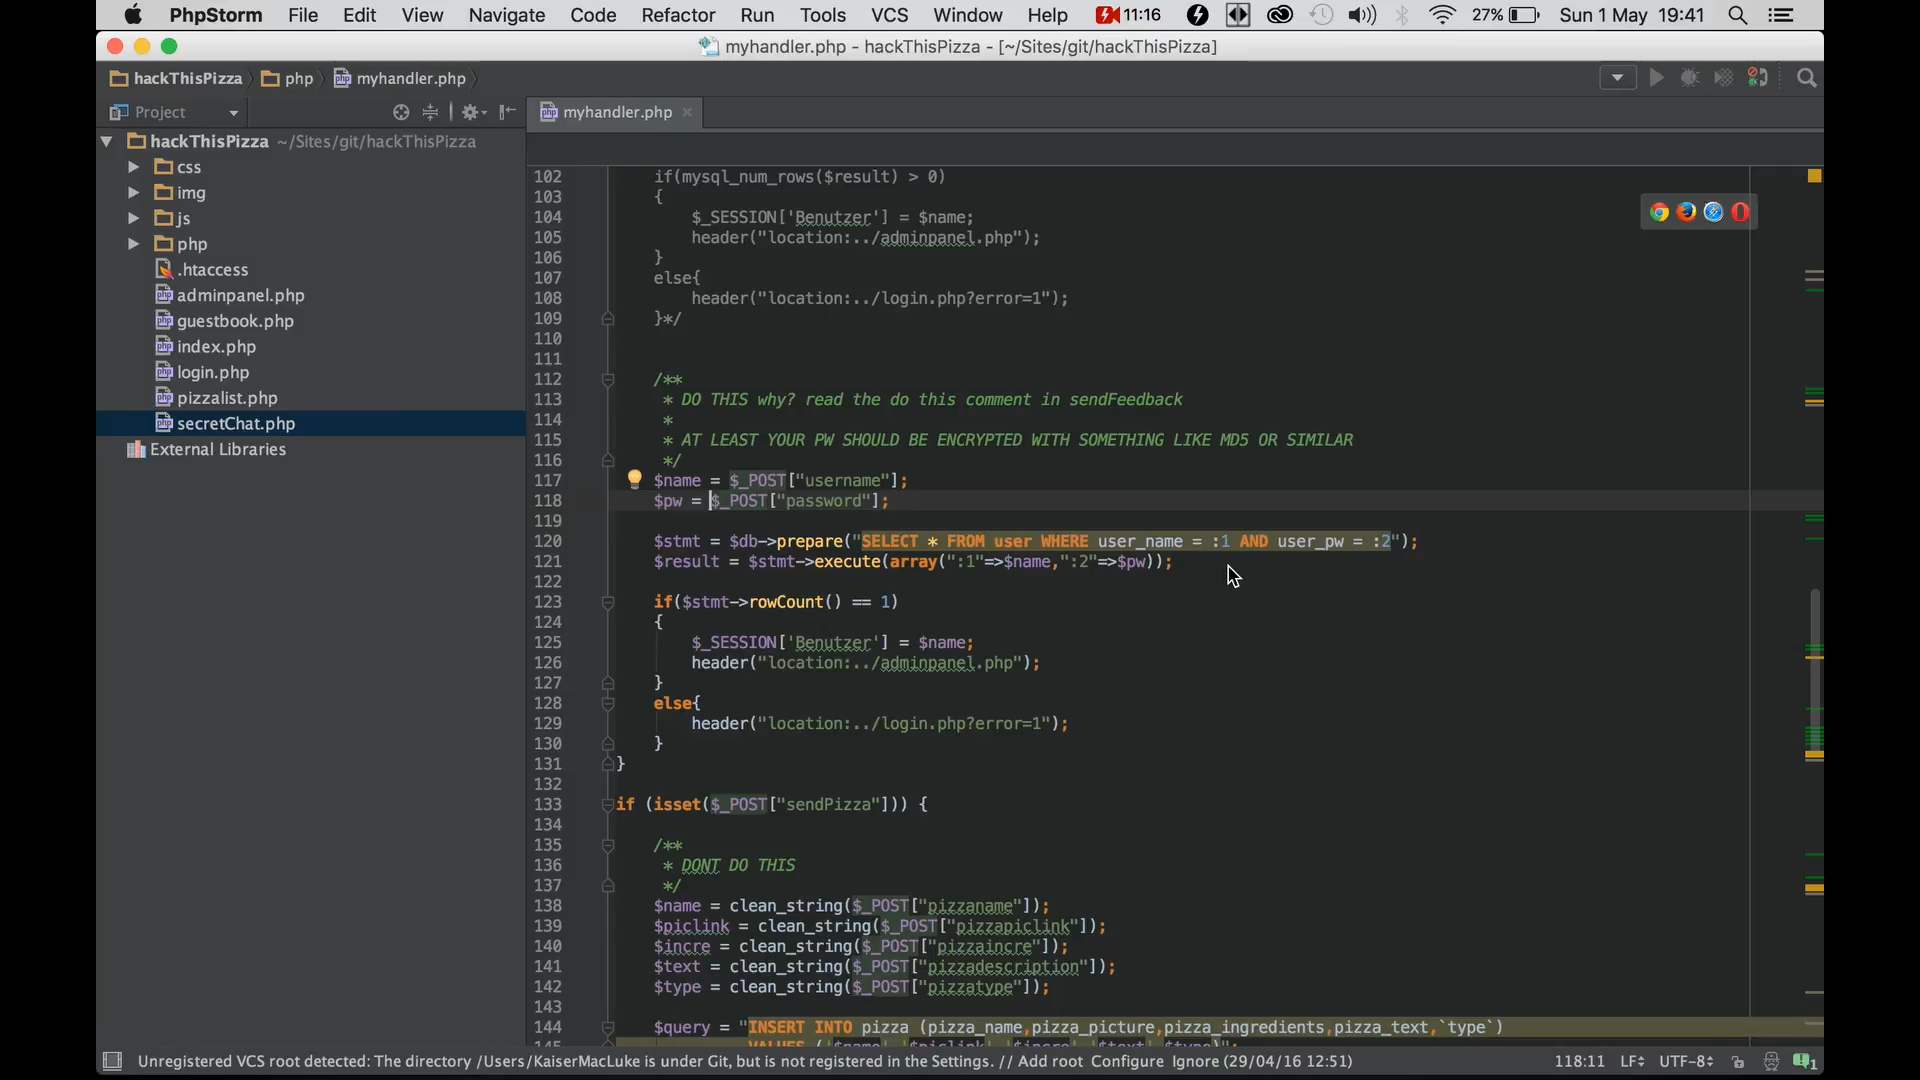 PhpStorm File Edit View Navigate Code Refactor Run Tools VCS Window Help 11:16 27% Sun 1 May 19:41
myhandler.php - hackThisPizza - [~/Sites/git/hackThisPizza]
hackThisPizza php myhandler.php
Project
myhandler.php
hackThisPizza ~/Sites/git/hackThisPizza
css
img
js
php
.htaccess
adminpanel.php
guestbook.php
index.php
login.php
pizzalist.php
secretChat.php
External Libraries
102 if(mysql_num_rows($result) > 0)
103 {
104 $_SESSION['Benutzer'] = $name;
105 header("location:../adminpanel.php");
106 }
107 else{
108 header("location:../login.php?error=1");
109 }*/
110
111
112 /**
113 * DO THIS why? read the do this comment in sendFeedback
114 *
115 * AT LEAST YOUR PW SHOULD BE ENCRYPTED WITH SOMETHING LIKE MD5 OR SIMILAR
116 */
117 $name = $_POST["username"];
118 $pw = $_POST["password"];
119
120 $stmt = $db->prepare("SELECT * FROM user WHERE user_name = :1 AND user_pw = :2");
121 $result = $stmt->execute(array(":1"=>$name,":2"=>$pw));
122
123 if($stmt->rowCount() == 1)
124 {
125 $_SESSION['Benutzer'] = $name;
126 header("location:../adminpanel.php");
127 }
128 else{
129 header("location:../login.php?error=1");
130 }
131 }
132
133 if (isset($_POST["sendPizza"])) {
134
135 /**
136 * DONT DO THIS
137 */
138 $name = clean_string($_POST["pizzaname"]);
139 $piclink = clean_string($_POST["pizzapiclink"]);
140 $incre = clean_string($_POST["pizzaincre"]);
141 $text = clean_string($_POST["pizzadescription"]);
142 $type = clean_string($_POST["pizzatype"]);
143
144 $query = "INSERT INTO pizza (pizza_name,pizza_picture,pizza_ingredients,pizza_text,`type`)
145 VALUES ('$name','$piclink','$incre','$text',$type)";
Unregistered VCS root detected: The directory /Users/KaiserMacLuke is under Git, but is not registered in the Settings. // Add root Configure Ignore (29/04/16 12:51) 118:11 LF UTF-8 1